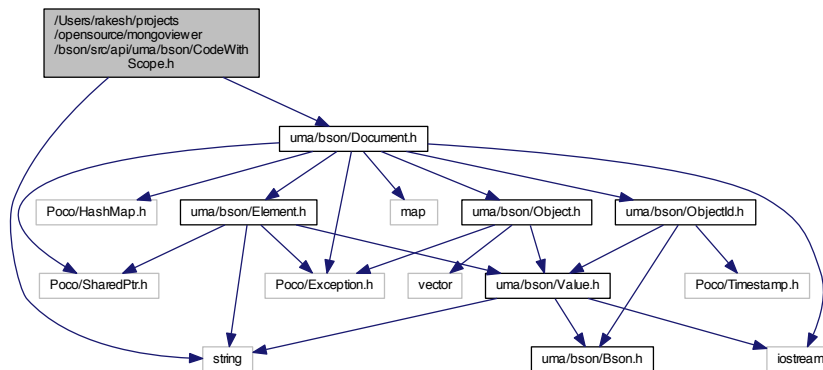 /Users/rakesh/projects
/opensource/mongoviewer
/bson/src/api/uma/bson/CodeWith
Scope.h
uma/bson/Document.h
Poco/HashMap.h
uma/bson/Element.h
map
uma/bson/Object.h
uma/bson/ObjectId.h
Poco/SharedPtr.h
Poco/Exception.h
vector
uma/bson/Value.h
Poco/Timestamp.h
string
uma/bson/Bson.h
iostream